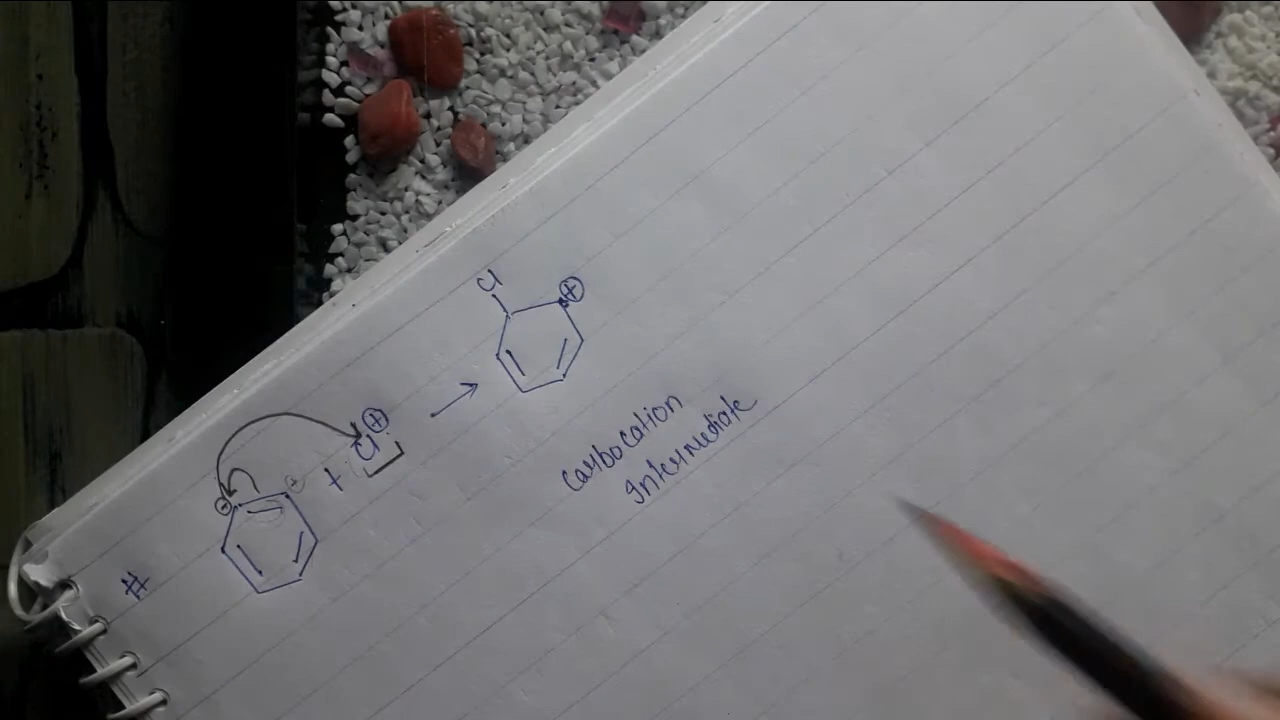 Cl ⊕
# ⊖ ⊕ + Cl ⊕ →
Carbocation
Intermediate